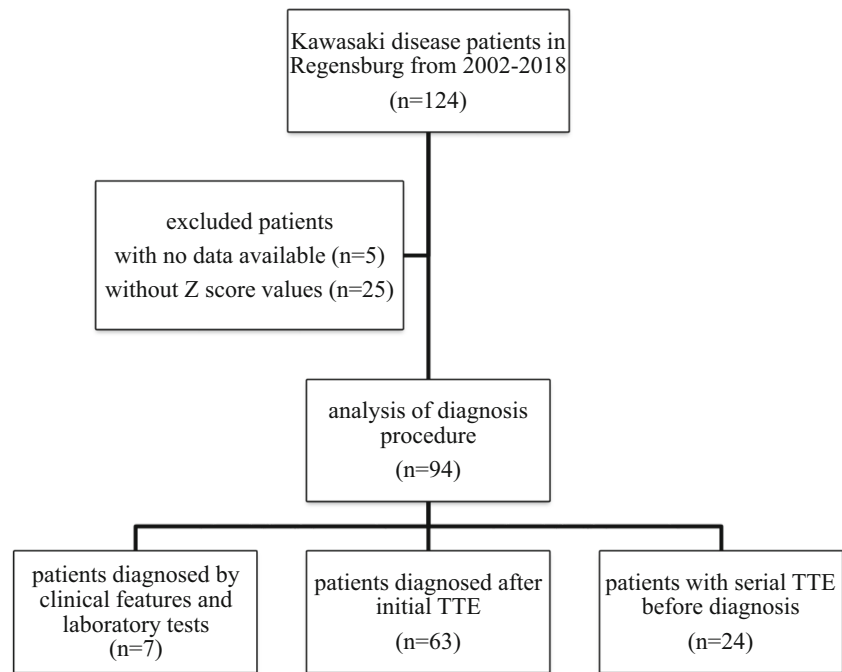 Kawasaki disease patients in
Regensburg from 2002-2018
(n=124)
excluded patients
with no data available (n=5)
without Z score values (n=25)
analysis of diagnosis
procedure
(n=94)
patients diagnosed by
clinical features and
laboratory tests
(n=7)
patients diagnosed after
initial TTE
(n=63)
patients with serial TTE
before diagnosis
(n=24)